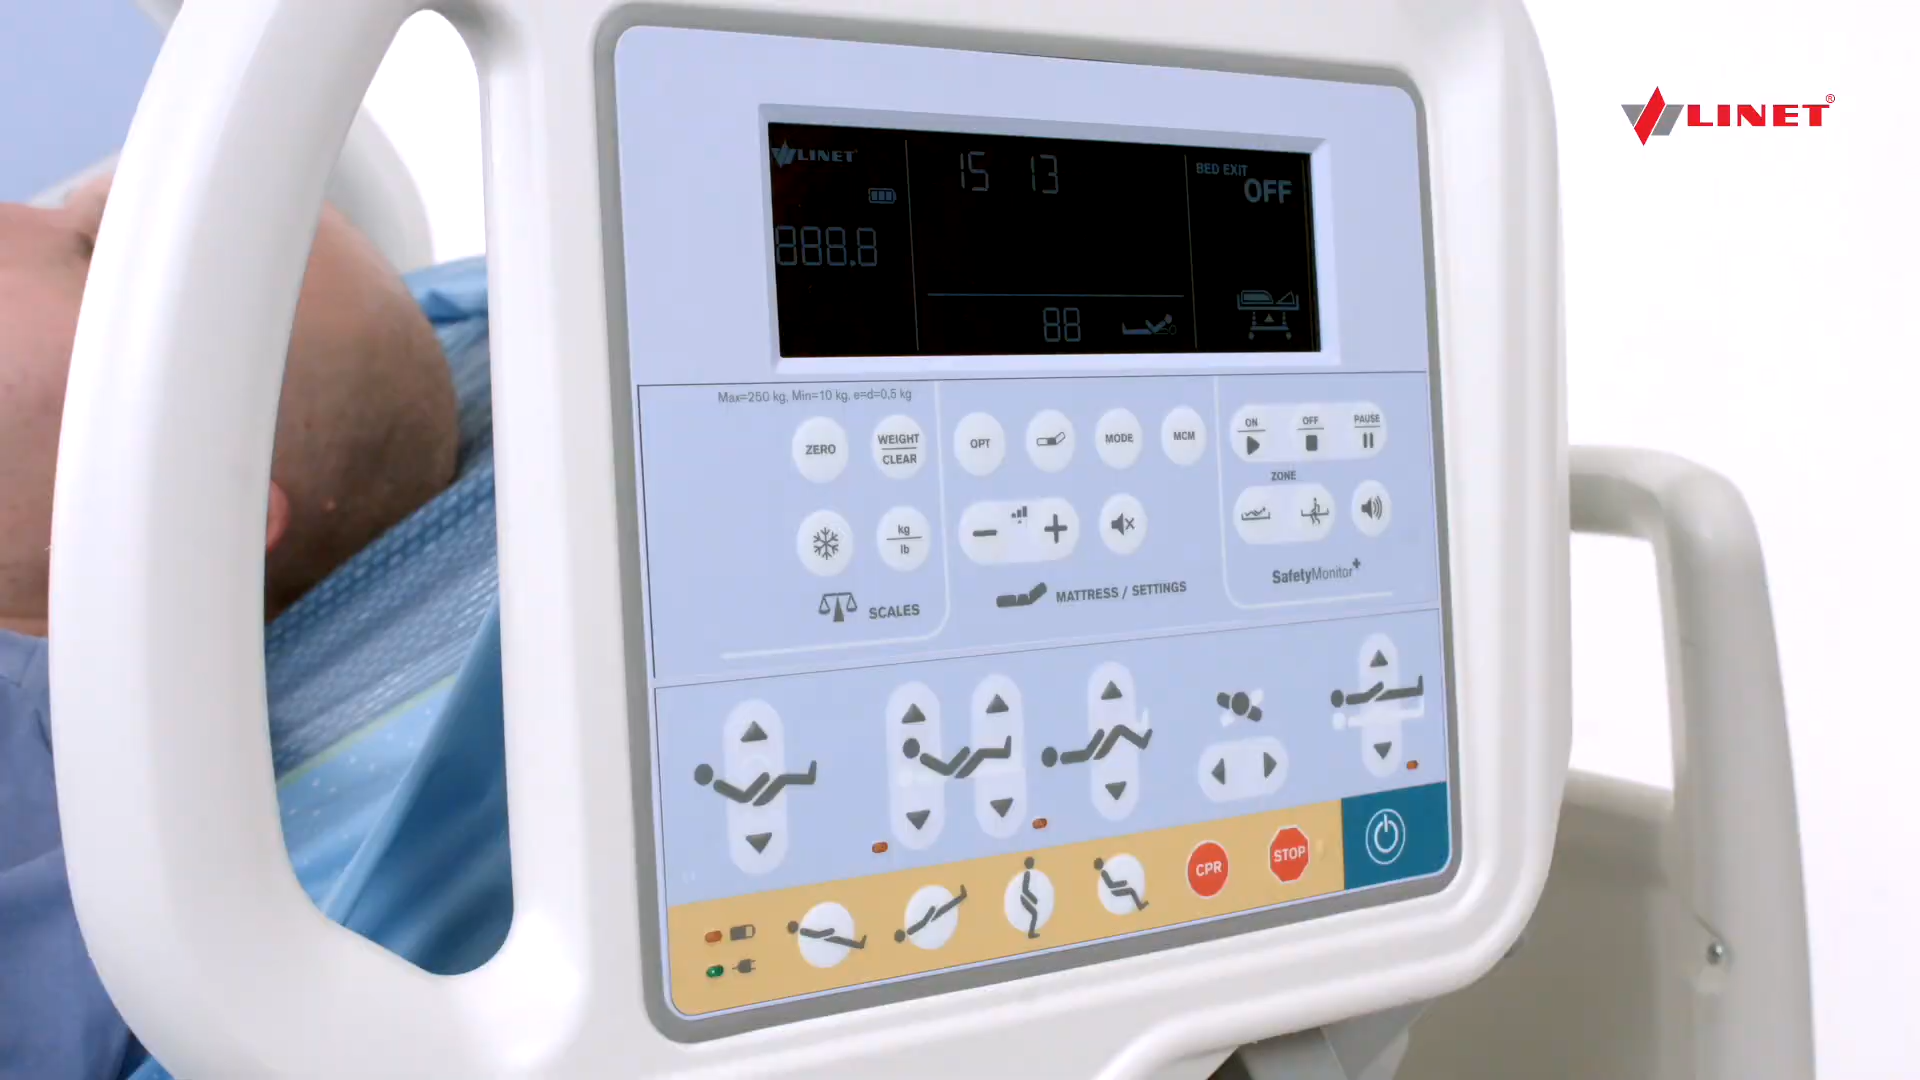 LINET®
LINET
15 13
BED EXIT
OFF
888.8
88
Max=250 kg, Min=10 kg, e=d=0,5 kg
ZERO
WEIGHT
CLEAR
OPT
MODE
MCM
ON
OFF
PAUSE
ZONE
kg
lb
SCALES
MATTRESS / SETTINGS
SafetyMonitor+
CPR
STOP